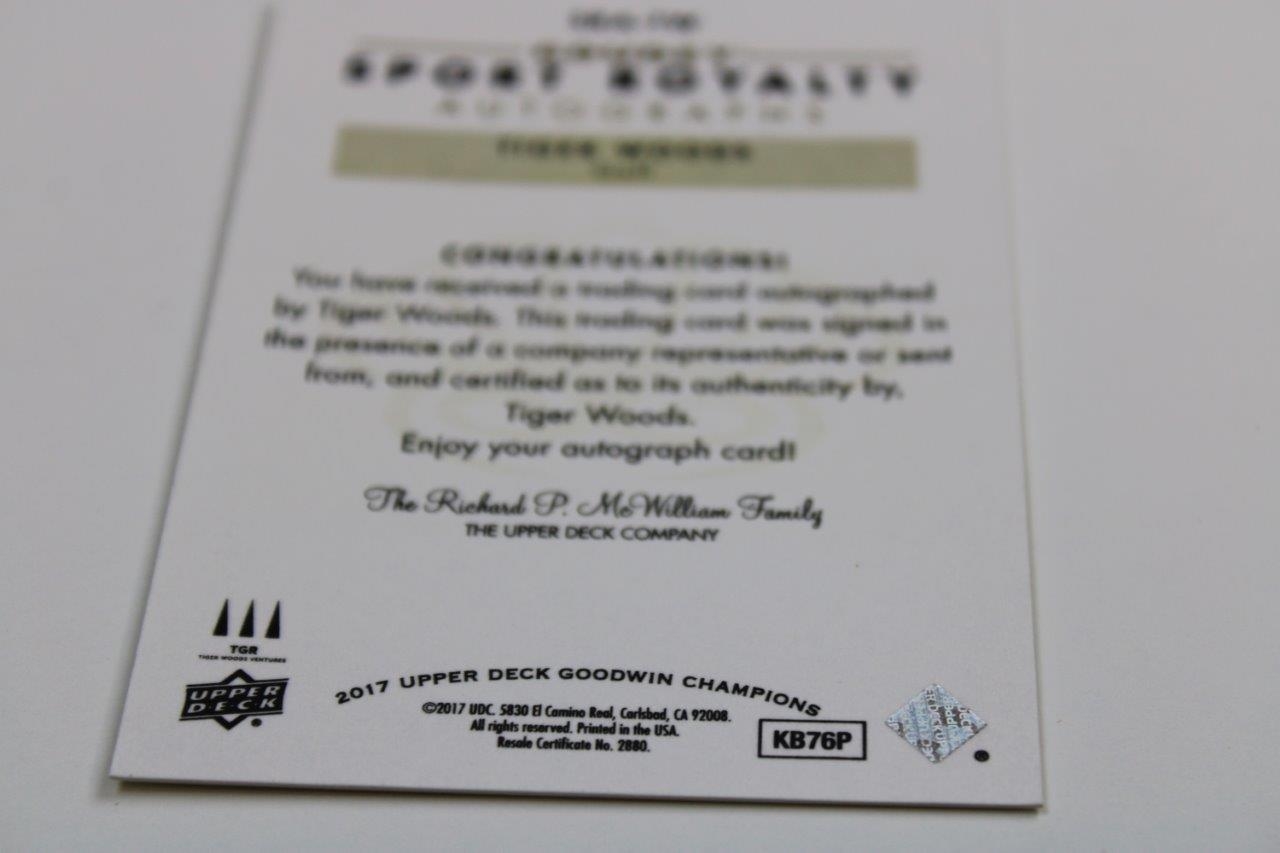 GOUDEY
SPORT ROYALTY
AUTOGRAPHS
TIGER WOODS
CONGRATULATIONS!
You have received a trading card autographed
by Tiger Woods. This trading card was signed in
the presence of a company representative or sent
from, and certified as to its authenticity by,
Tiger Woods.
Enjoy your autograph card!
The Richard P. McWilliam Family
THE UPPER DECK COMPANY
TGR
TIGER WOODS VENTURES
UPPER
DECK
2017 UPPER DECK GOODWIN CHAMPIONS
©2017 UDC. 5830 El Camino Real, Carlsbad, CA 92008.
All rights reserved. Printed in the USA.
Resale Certificate No. 2880.
KB76P